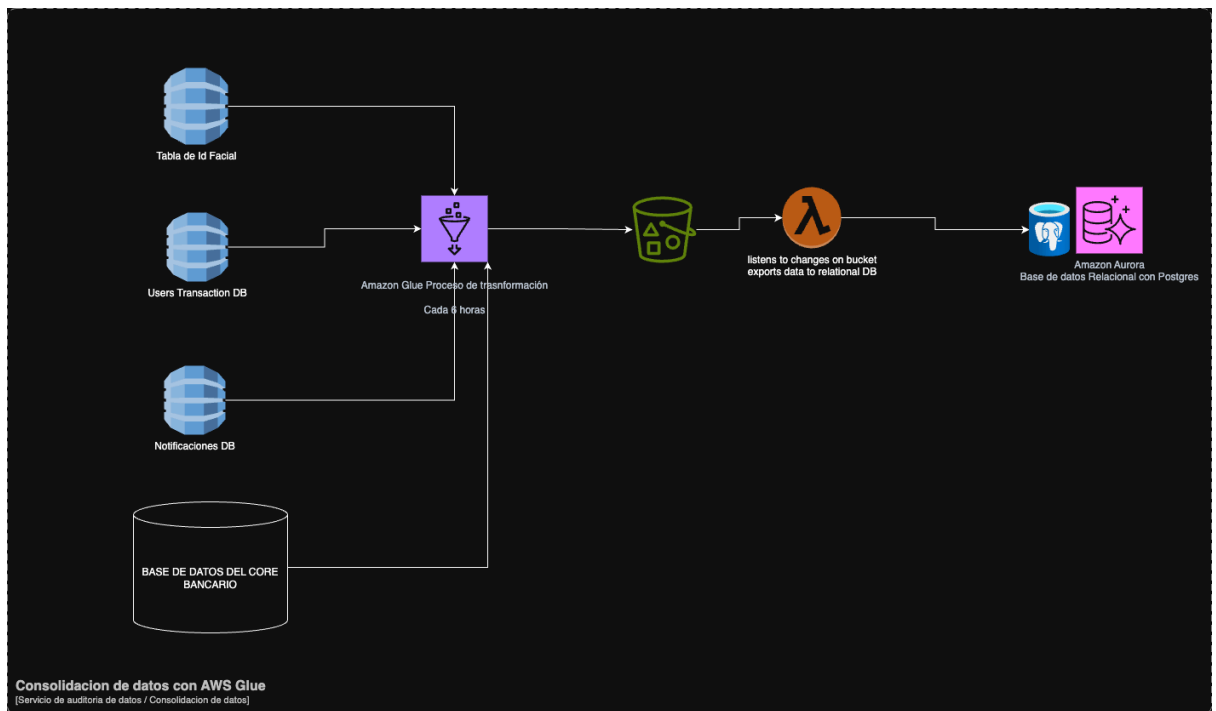 Tabla de Id Facial
Users Transaction DB
Amazon Glue Proceso de trasnformación
Cada 6 horas
listens to changes on bucket
exports data to relational DB
Amazon Aurora
Base de datos Relacional con Postgres
Notificaciones DB
BASE DE DATOS DEL CORE
BANCARIO
Consolidacion de datos con AWS Glue
[Servicio de auditoria de datos / Consolidacion de datos]